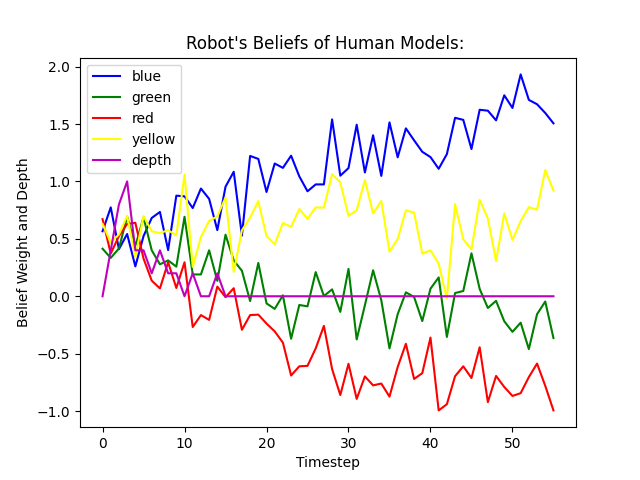 Robot's Beliefs of Human Models:
2.0
1.5
1.0
0.5
0.0
−0.5
−1.0
Belief Weight and Depth
blue
green
red
yellow
depth
0 10 20 30 40 50
Timestep